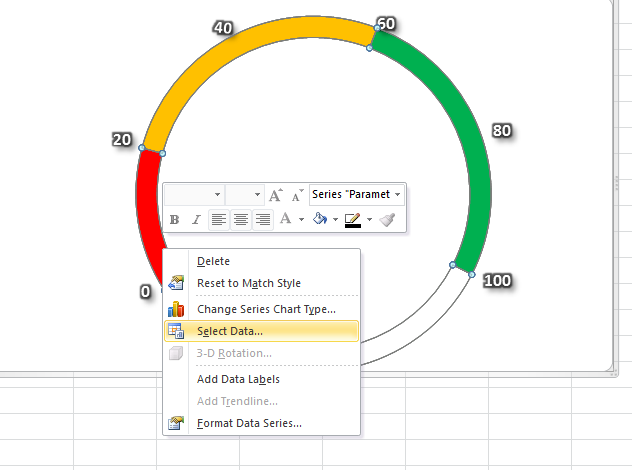 40
60
20
80
0
100
A A Series "Paramet
B I A
Delete
Reset to Match Style
Change Series Chart Type...
Select Data...
3-D Rotation...
Add Data Labels
Add Trendline...
Format Data Series...